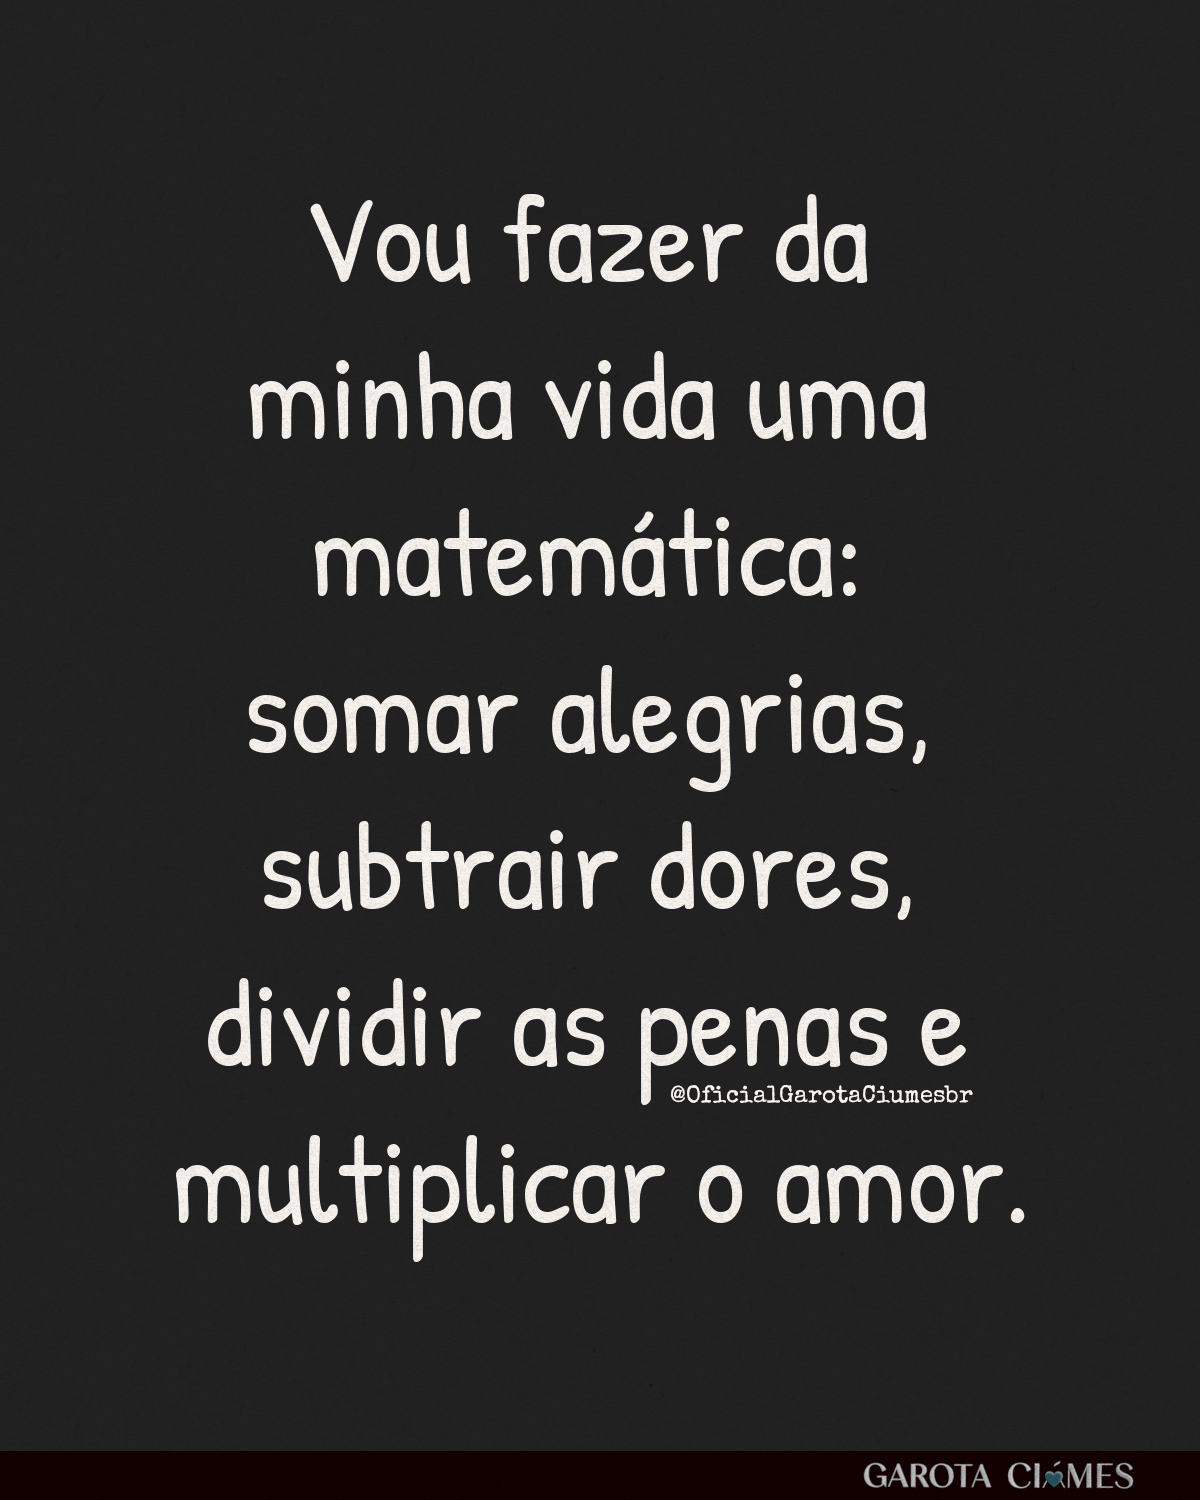 Vou fazer da
minha vida uma
matemática:
somar alegrias,
subtrair dores,
dividir as penas e
@OficialGarotaCiumesbr
multiplicar o amor.
GAROTA CIÚMES